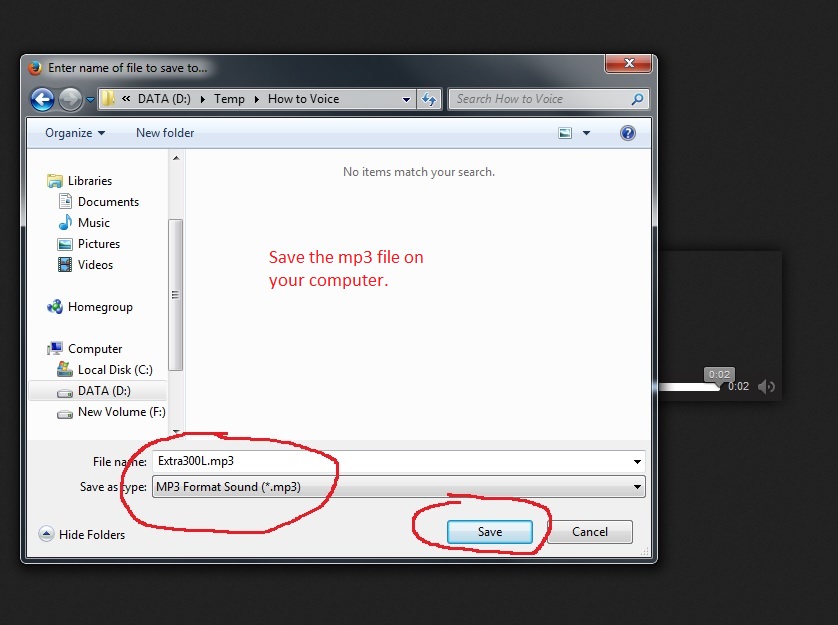 Enter name of file to save to...
« DATA (D:) Temp How to Voice
Search How to Voice
Organize
New folder
No items match your search.
Libraries
Documents
Music
Pictures
Videos
Homegroup
Computer
Local Disk (C:)
DATA (D:)
New Volume (F:)
Save the mp3 file on
your computer.
0:02
0:02
File name: Extra300L.mp3
Save as type: MP3 Format Sound (*.mp3)
Hide Folders
Save
Cancel